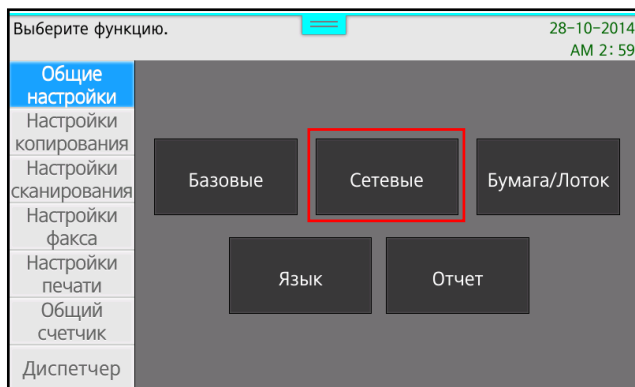 Выберите функцию.
28-10-2014
AM 2:59
Общие
настройки
Настройки
копирования
Настройки
сканирования
Настройки
факса
Настройки
печати
Общий
счетчик
Диспетчер
Базовые
Сетевые
Бумага/Лоток
Язык
Отчет